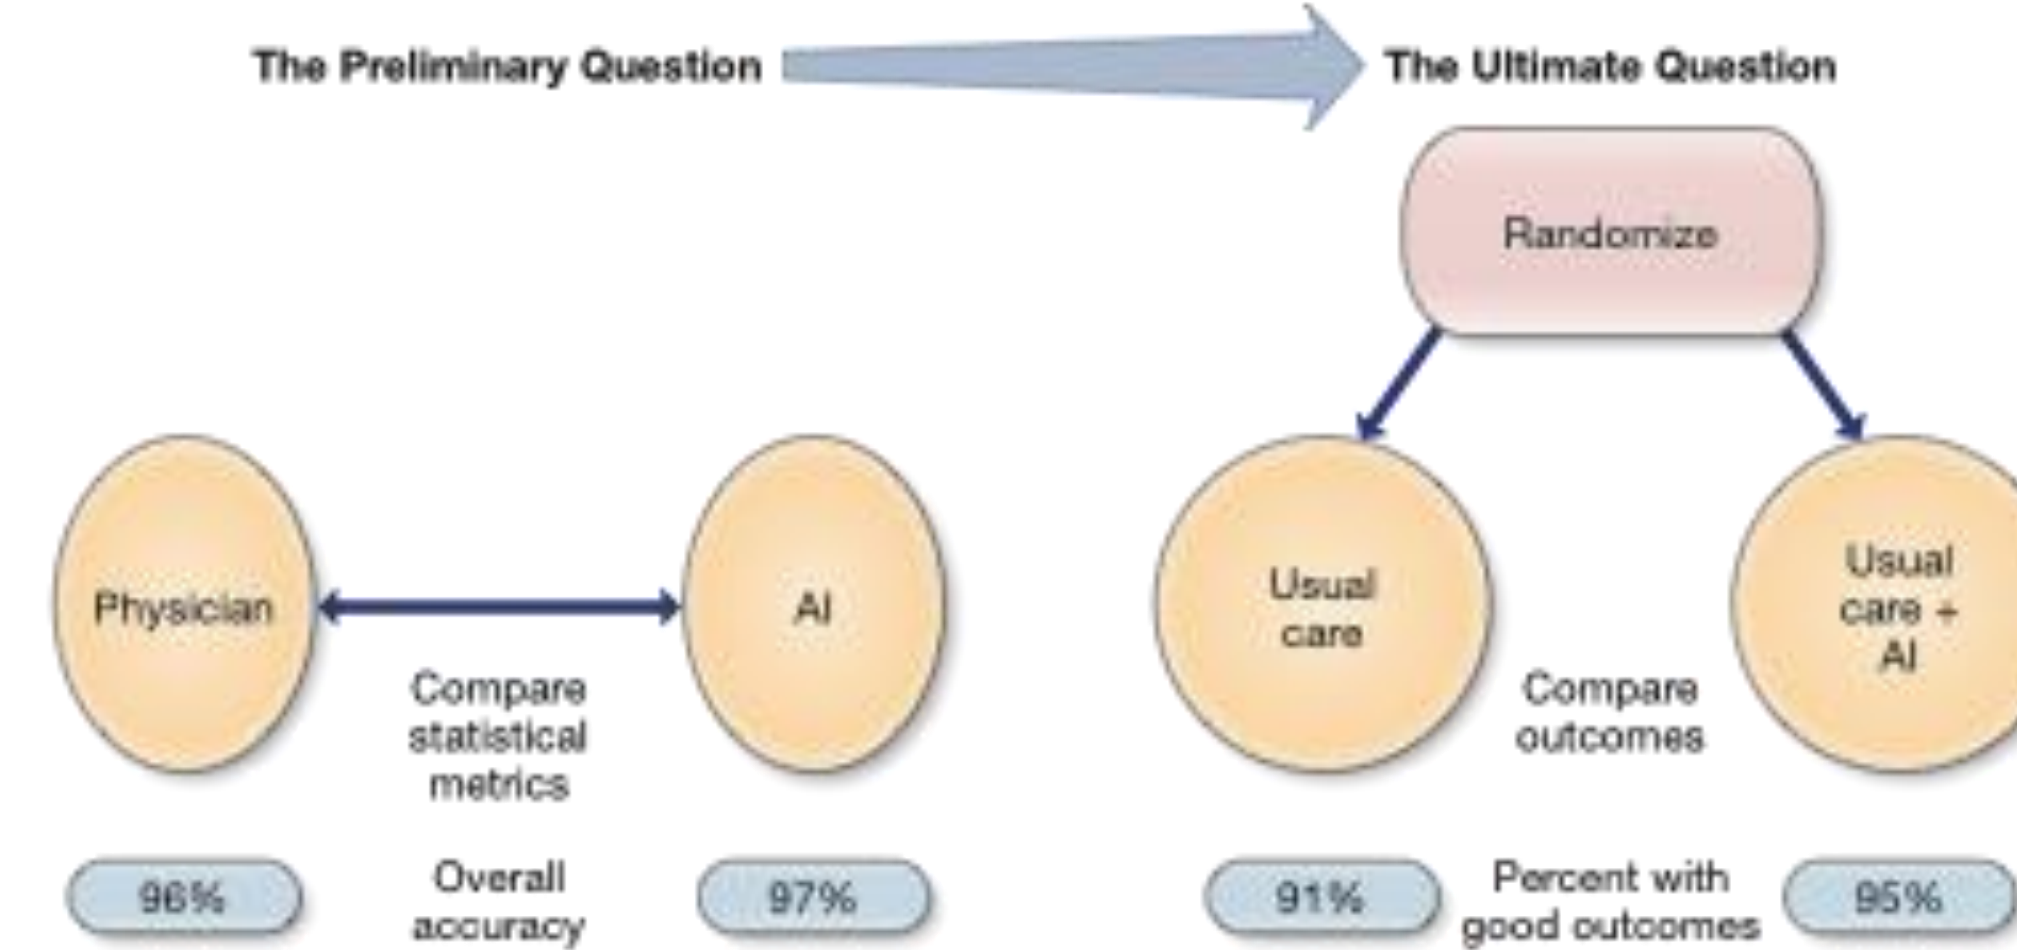 The Preliminary Question
The Ultimate Question
Randomize
Physician
AI
Compare
statistical
metrics
Usual
care
Usual
care +
AI
Compare
outcomes
96%
Overall
accuracy
97%
91%
Percent with
good outcomes
95%